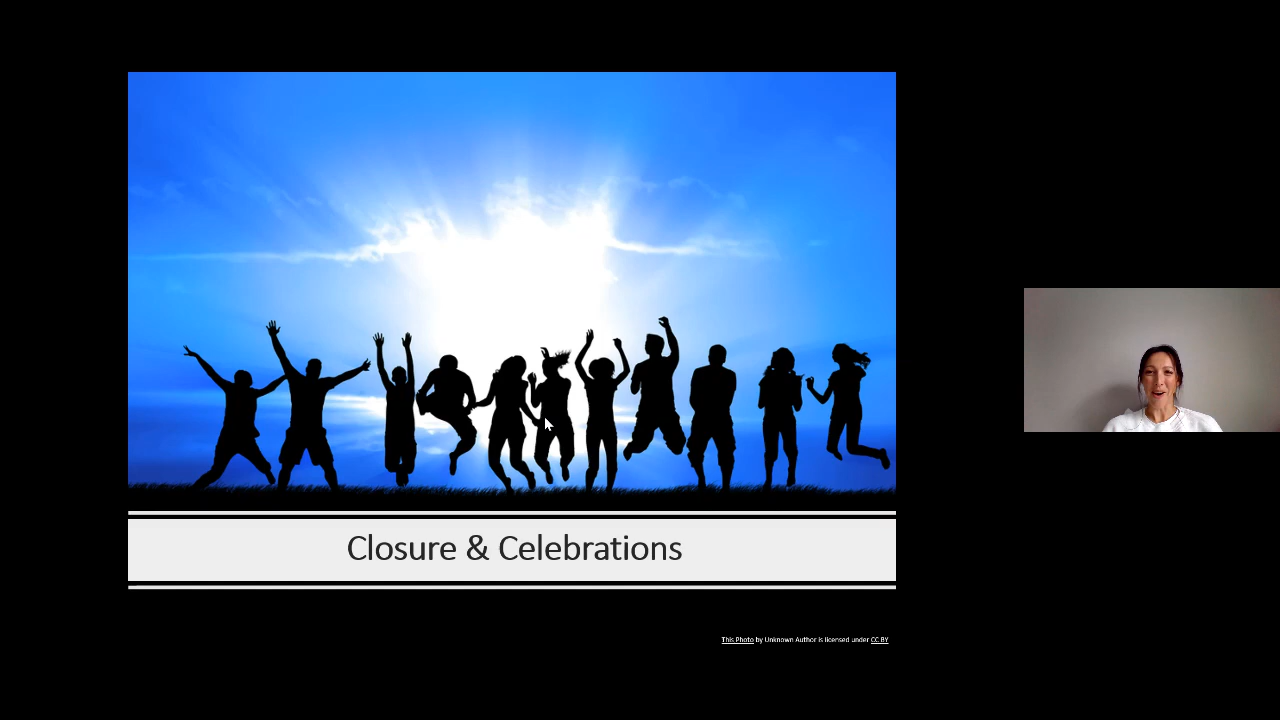 Closure & Celebrations
This Photo by Unknown Author is licensed under CC BY